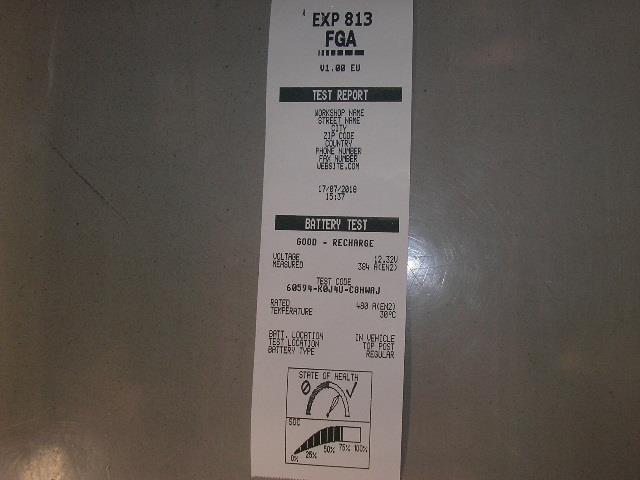 EXP 813
FGA
V1.00 EU
TEST REPORT
WORKSHOP NAME
STREET NAME
CITY
ZIP CODE
COUNTRY
PHONE NUMBER
FAX NUMBER
WEBSITE.COM
17/07/2018
15:37
BATTERY TEST
GOOD - RECHARGE
VOLTAGE 12.32V
MEASURED 384 A(EN2)
TEST CODE
60594-K0J4U-C8HWAJ
RATED 480 A(EN2)
TEMPERATURE 30°C
BATT. LOCATION IN VEHICLE
TEST LOCATION TOP POST
BATTERY TYPE REGULAR
STATE OF HEALTH
SOC
0% 25% 50% 75% 100%